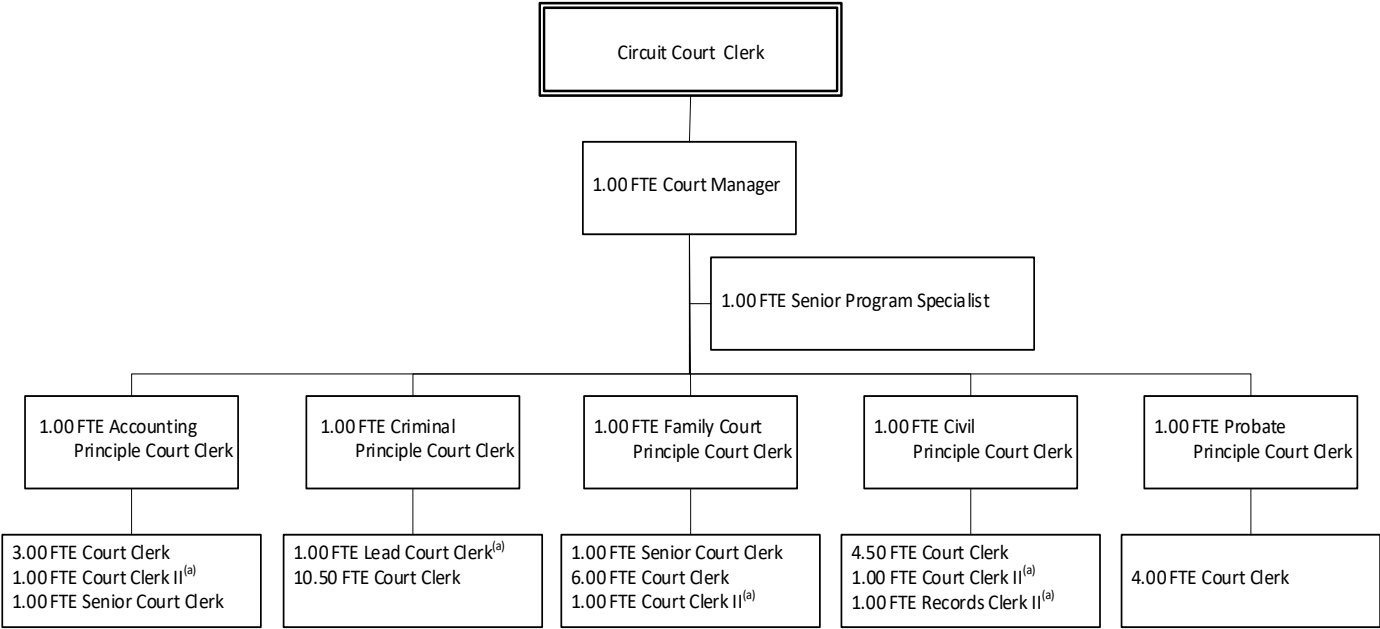 Circuit Court Clerk
1.00 FTE Court Manager
1.00 FTE Senior Program Specialist
1.00 FTE Accounting
Principle Court Clerk
1.00 FTE Criminal
Principle Court Clerk
1.00 FTE Family Court
Principle Court Clerk
1.00 FTE Civil
Principle Court Clerk
1.00 FTE Probate
Principle Court Clerk
3.00 FTE Court Clerk
1.00 FTE Court Clerk II(a)
1.00 FTE Senior Court Clerk
1.00 FTE Lead Court Clerk(a)
10.50 FTE Court Clerk
1.00 FTE Senior Court Clerk
6.00 FTE Court Clerk
1.00 FTE Court Clerk II(a)
4.50 FTE Court Clerk
1.00 FTE Court Clerk II(a)
1.00 FTE Records Clerk II(a)
4.00 FTE Court Clerk